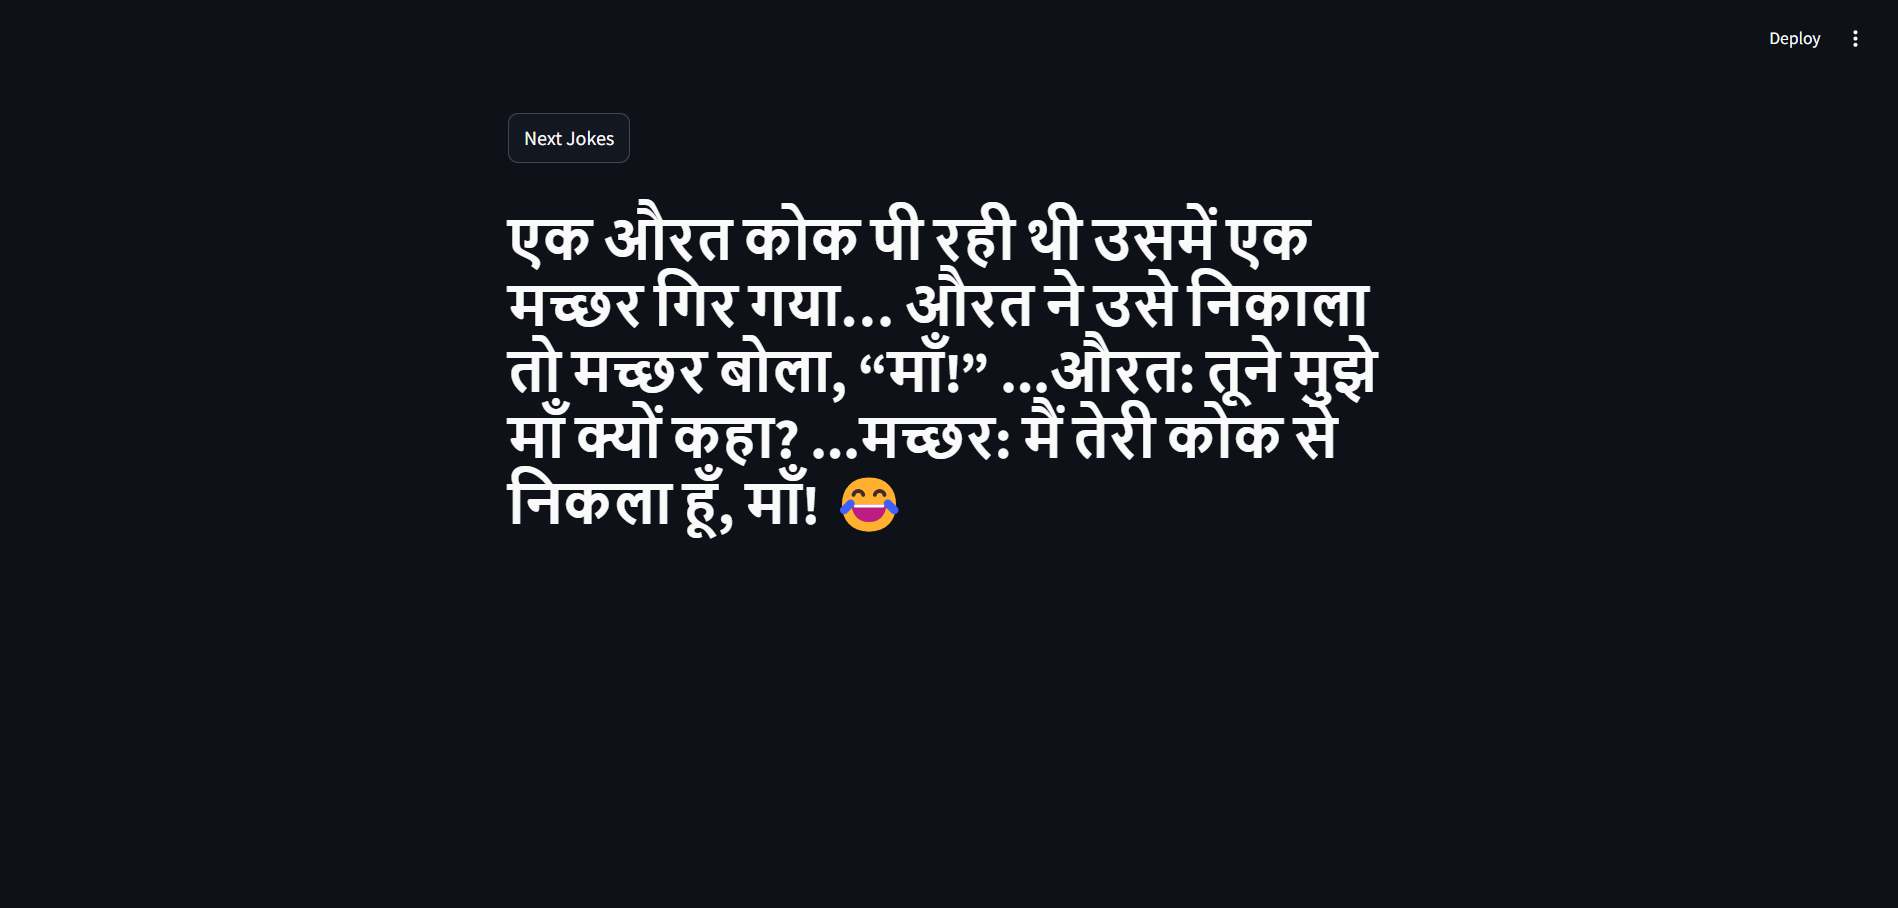 Deploy
Next Jokes
एक औरत कोक पी रही थी उसमें एक
मच्छर गिर गया... औरत ने उसे निकाला
तो मच्छर बोला, “माँ!” ...औरत: तूने मुझे
माँ क्यों कहा? ...मच्छर: मैं तेरी कोक से
निकला हूँ, माँ! 😂